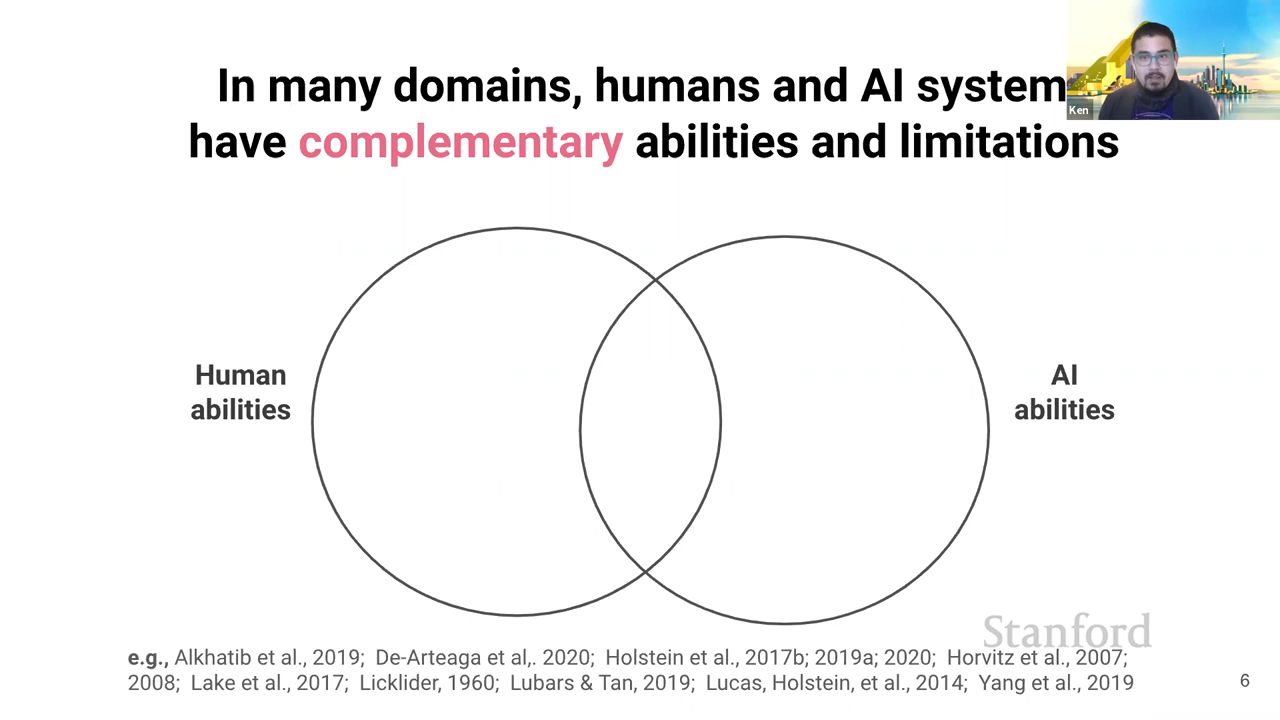 In many domains, humans and AI system
have complementary abilities and limitations
Ken
Human
abilities
AI
abilities
Stanford
e.g., Alkhatib et al., 2019; De-Arteaga et al,. 2020; Holstein et al., 2017b; 2019a; 2020; Horvitz et al., 2007;
2008; Lake et al., 2017; Licklider, 1960; Lubars & Tan, 2019; Lucas, Holstein, et al., 2014; Yang et al., 2019
6